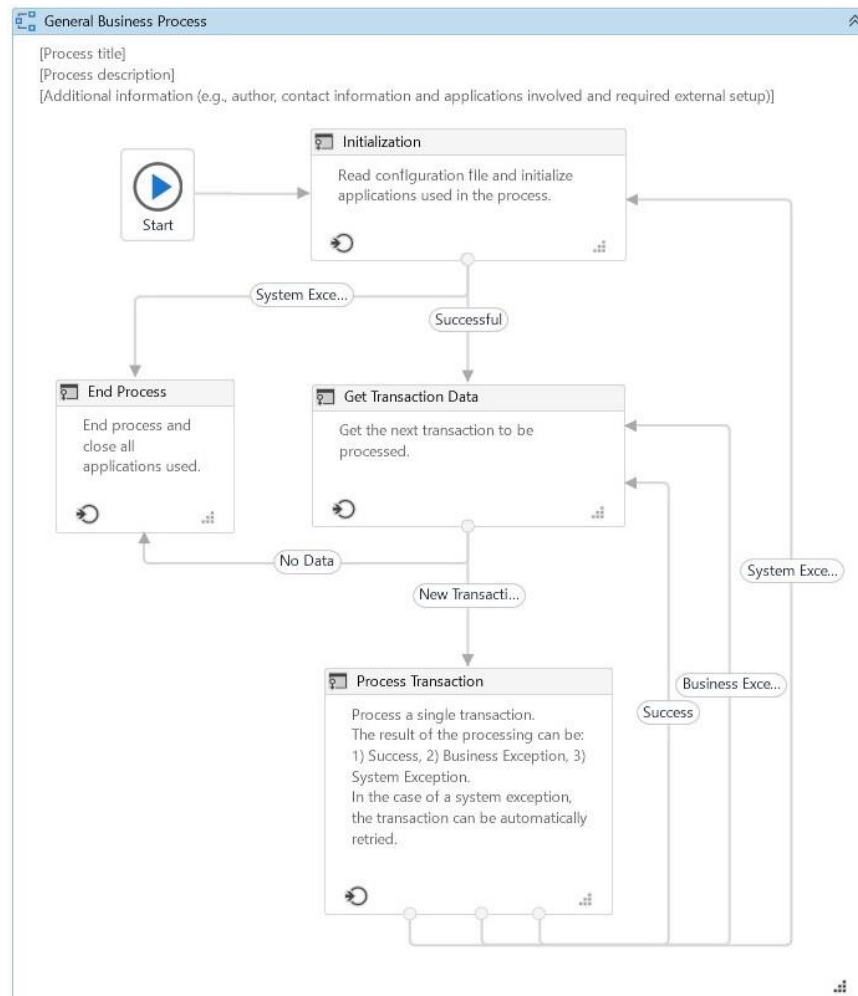 General Business Process
[Process title]
[Process description]
[Additional information (e.g., author, contact information and applications involved and required external setup)]
Initialization
Read configuration file and initialize
applications used in the process.
Start
System Exce...
Successful
End Process
End process and
close all
applications used.
Get Transaction Data
Get the next transaction to be
processed.
No Data
New Transacti...
System Exce...
Business Exce...
Success
Process Transaction
Process a single transaction.
The result of the processing can be:
1) Success, 2) Business Exception, 3)
System Exception.
In the case of a system exception,
the transaction can be automatically
retried.